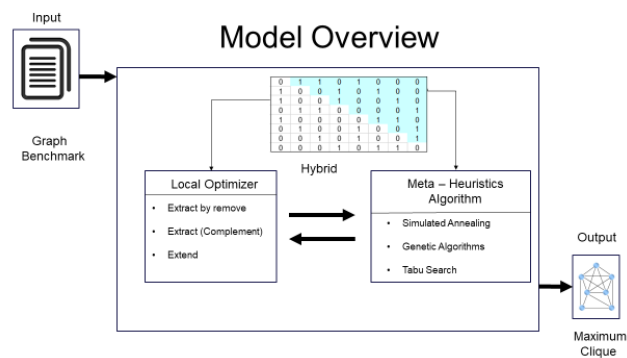 Input
Model Overview
Graph
Benchmark
0 1 1 0 1 0 0 0
1 0 0 1 0 1 0 0
1 0 0 1 0 0 1 0
0 1 1 0 0 0 0 1
1 0 0 0 0 1 1 0
0 1 0 0 1 0 0 1
0 0 1 0 1 0 0 1
0 0 0 1 0 1 1 0
Hybrid
Local Optimizer
• Extract by remove
• Extract (Complement)
• Extend
Meta – Heuristics
Algorithm
• Simulated Annealing
• Genetic Algorithms
• Tabu Search
Output
Maximum
Clique